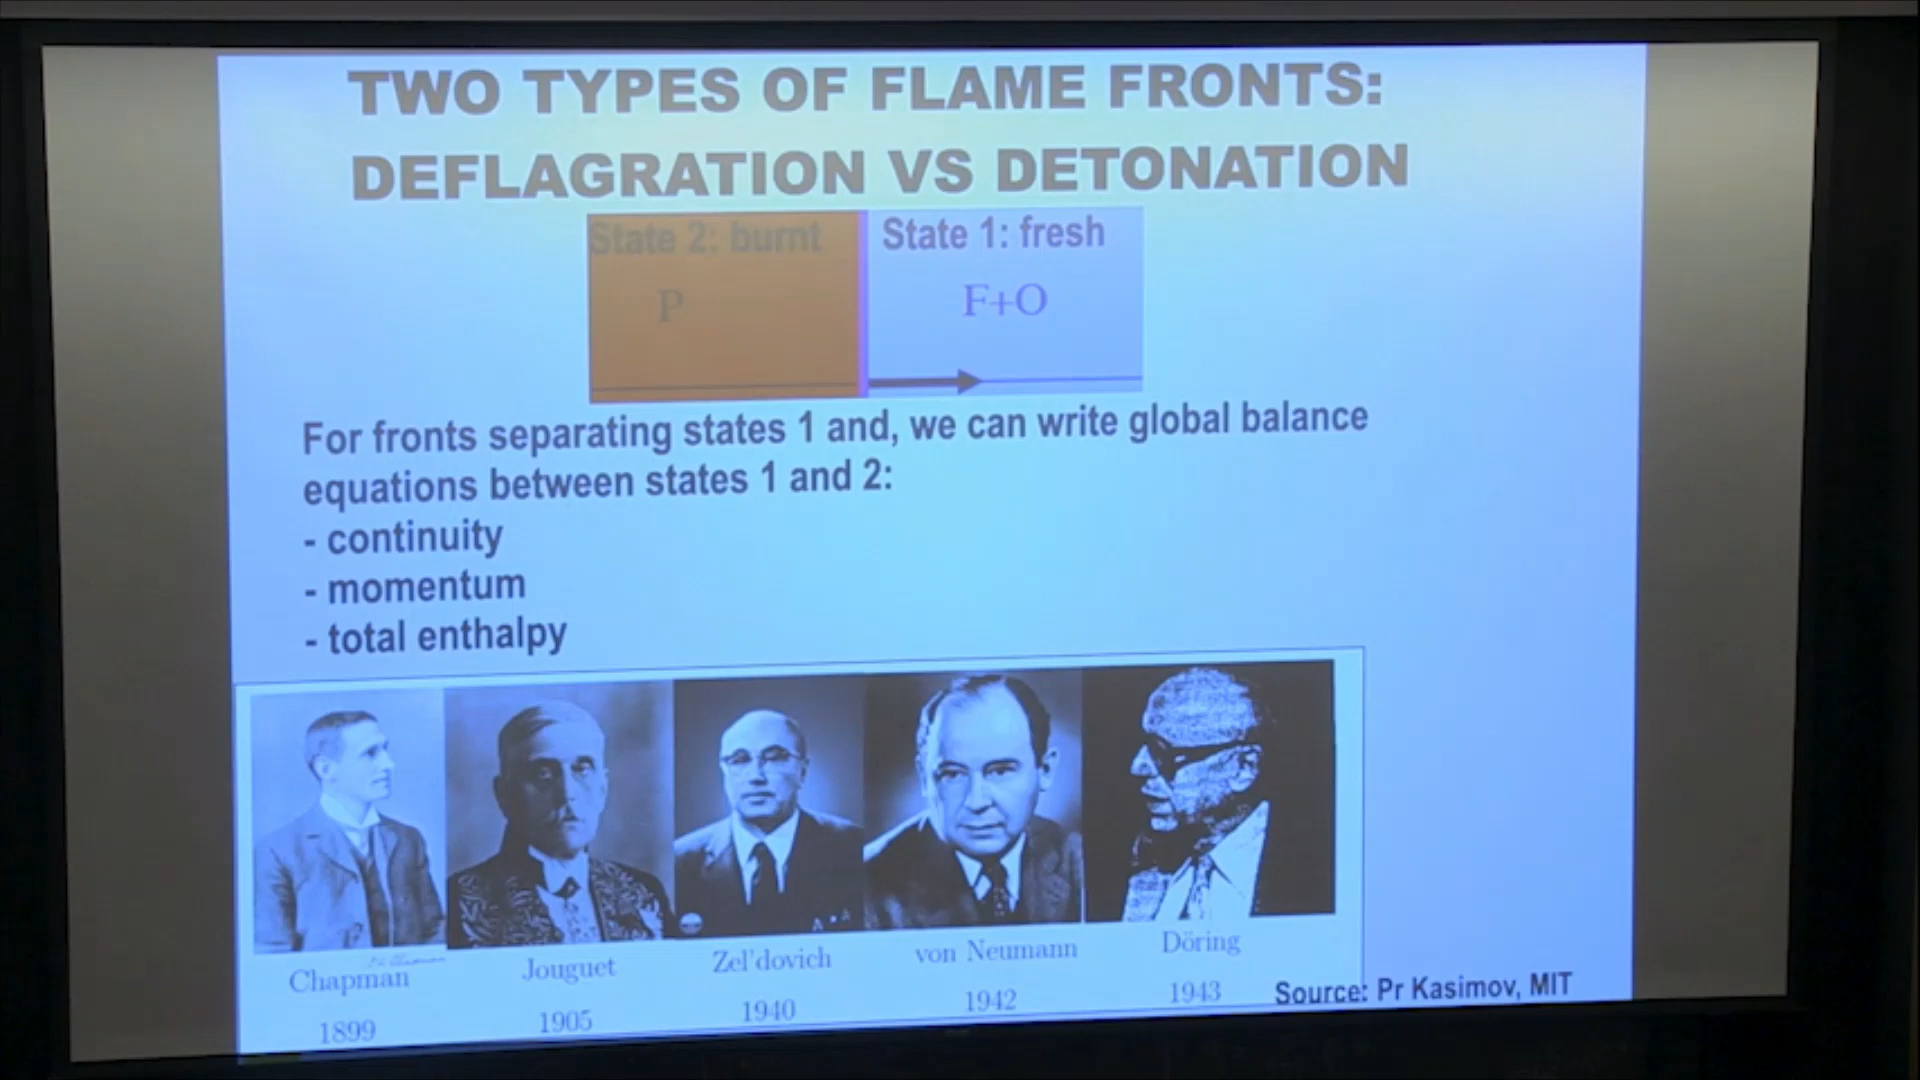 TWO TYPES OF FLAME FRONTS:
DEFLAGRATION VS DETONATION
State 2: burnt
State 1: fresh
P
F+O
For fronts separating states 1 and, we can write global balance
equations between states 1 and 2:
- continuity
- momentum
- total enthalpy
Chapman
1899
Jouguet
1905
Zel'dovich
1940
von Neumann
1942
Döring
1943
Source: Pr Kasimov, MIT